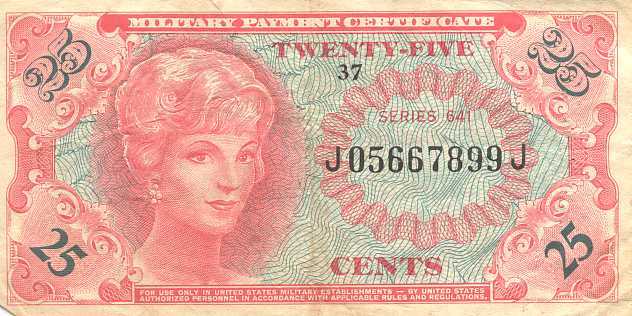 MILITARY PAYMENT CERTIFICATE
25 25
TWENTY-FIVE
37
SERIES 641
J05667899J
25 25
CENTS
FOR USE ONLY IN UNITED STATES MILITARY ESTABLISHMENTS — BY UNITED STATES
AUTHORIZED PERSONNEL IN ACCORDANCE WITH APPLICABLE RULES AND REGULATIONS.